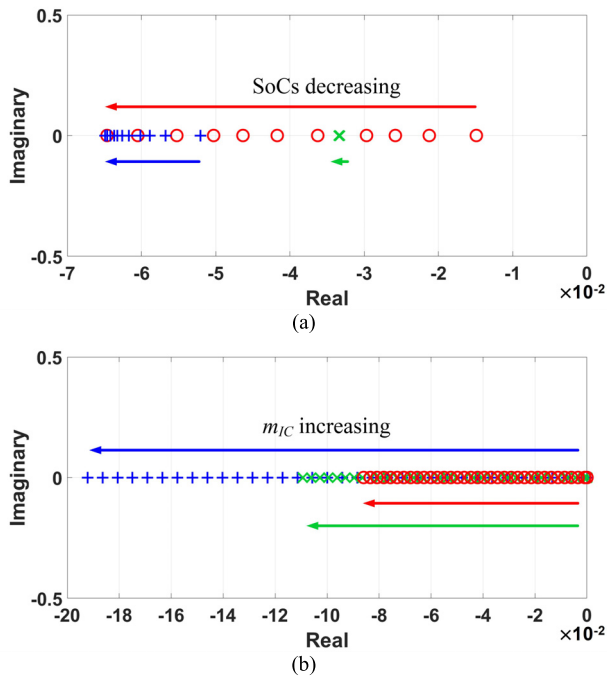 0.5
SoCs decreasing
Imaginary
0
-0.5
-7 -6 -5 -4 -3 -2 -1 0
×10-2
Real
(a)
0.5
mIC increasing
Imaginary
0
-0.5
-20 -18 -16 -14 -12 -10 -8 -6 -4 -2 0
×10-2
Real
(b)